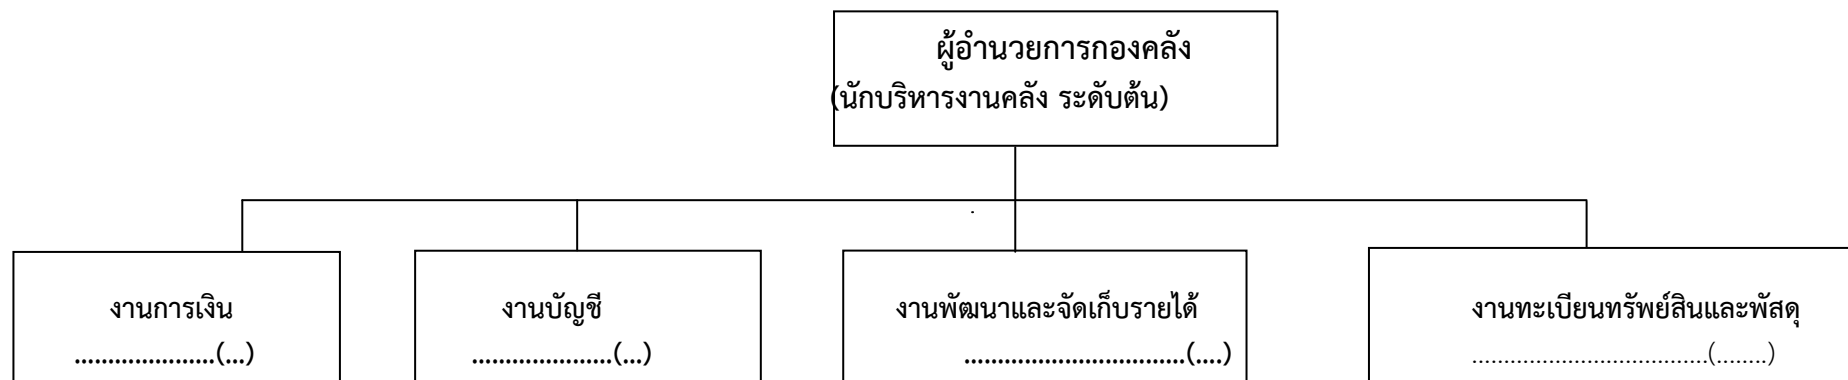 ผู้อำนวยการกองคลัง
(นักบริหารงานคลัง ระดับต้น)
งานการเงิน
.....................(...)
งานบัญชี
.....................(...)
งานพัฒนาและจัดเก็บรายได้
.................................(....)
งานทะเบียนทรัพย์สินและพัสดุ
.....................................(........)